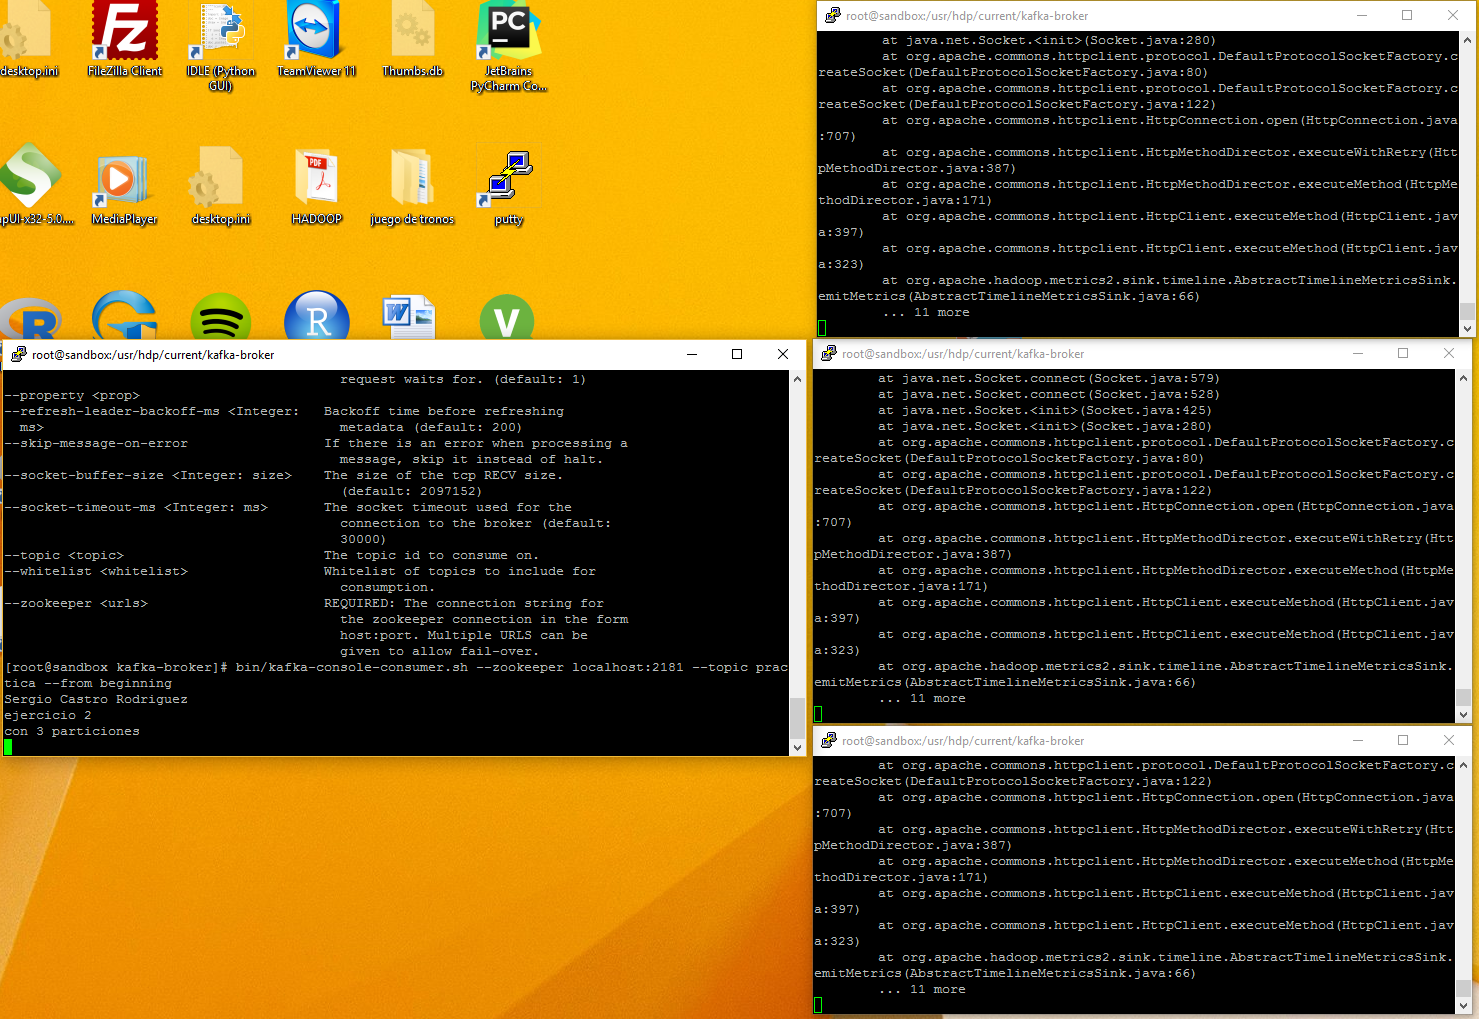 desktop.ini
FileZilla Client
IDLE (Python
GUI)
TeamViewer 11
Thumbs.db
JetBrains
PyCharm Co...
PC
apUI-x32-5.0....
MediaPlayer
desktop.ini
PDF
HADOOP
juego de tronos
putty
root@sandbox:/usr/hdp/current/kafka-broker
request waits for. (default: 1)
--property <prop>
--refresh-leader-backoff-ms <Integer:   Backoff time before refreshing
ms>   metadata (default: 200)
--skip-message-on-error   If there is an error when processing a
message, skip it instead of halt.
--socket-buffer-size <Integer: size>   The size of the tcp RECV size.
(default: 2097152)
--socket-timeout-ms <Integer: ms>   The socket timeout used for the
connection to the broker (default:
30000)
--topic <topic>   The topic id to consume on.
--whitelist <whitelist>   Whitelist of topics to include for
consumption.
--zookeeper <urls>   REQUIRED: The connection string for
the zookeeper connection in the form
host:port. Multiple URLS can be
given to allow fail-over.
[root@sandbox kafka-broker]# bin/kafka-console-consumer.sh --zookeeper localhost:2181 --topic prac
tica --from beginning
Sergio Castro Rodriguez
ejercicio 2
con 3 particiones
root@sandbox:/usr/hdp/current/kafka-broker
at java.net.Socket.<init>(Socket.java:280)
at org.apache.commons.httpclient.protocol.DefaultProtocolSocketFactory.c
reateSocket(DefaultProtocolSocketFactory.java:80)
at org.apache.commons.httpclient.protocol.DefaultProtocolSocketFactory.c
reateSocket(DefaultProtocolSocketFactory.java:122)
at org.apache.commons.httpclient.HttpConnection.open(HttpConnection.java
:707)
at org.apache.commons.httpclient.HttpMethodDirector.executeWithRetry(Htt
pMethodDirector.java:387)
at org.apache.commons.httpclient.HttpMethodDirector.executeMethod(HttpMe
thodDirector.java:171)
at org.apache.commons.httpclient.HttpClient.executeMethod(HttpClient.jav
a:397)
at org.apache.commons.httpclient.HttpClient.executeMethod(HttpClient.jav
a:323)
at org.apache.hadoop.metrics2.sink.timeline.AbstractTimelineMetricsSink.
emitMetrics(AbstractTimelineMetricsSink.java:66)
... 11 more
root@sandbox:/usr/hdp/current/kafka-broker
at java.net.Socket.connect(Socket.java:579)
at java.net.Socket.connect(Socket.java:528)
at java.net.Socket.<init>(Socket.java:425)
at java.net.Socket.<init>(Socket.java:280)
at org.apache.commons.httpclient.protocol.DefaultProtocolSocketFactory.c
reateSocket(DefaultProtocolSocketFactory.java:80)
at org.apache.commons.httpclient.protocol.DefaultProtocolSocketFactory.c
reateSocket(DefaultProtocolSocketFactory.java:122)
at org.apache.commons.httpclient.HttpConnection.open(HttpConnection.java
:707)
at org.apache.commons.httpclient.HttpMethodDirector.executeWithRetry(Htt
pMethodDirector.java:387)
at org.apache.commons.httpclient.HttpMethodDirector.executeMethod(HttpMe
thodDirector.java:171)
at org.apache.commons.httpclient.HttpClient.executeMethod(HttpClient.jav
a:397)
at org.apache.commons.httpclient.HttpClient.executeMethod(HttpClient.jav
a:323)
at org.apache.hadoop.metrics2.sink.timeline.AbstractTimelineMetricsSink.
emitMetrics(AbstractTimelineMetricsSink.java:66)
... 11 more
root@sandbox:/usr/hdp/current/kafka-broker
at org.apache.commons.httpclient.protocol.DefaultProtocolSocketFactory.c
reateSocket(DefaultProtocolSocketFactory.java:122)
at org.apache.commons.httpclient.HttpConnection.open(HttpConnection.java
:707)
at org.apache.commons.httpclient.HttpMethodDirector.executeWithRetry(Htt
pMethodDirector.java:387)
at org.apache.commons.httpclient.HttpMethodDirector.executeMethod(HttpMe
thodDirector.java:171)
at org.apache.commons.httpclient.HttpClient.executeMethod(HttpClient.jav
a:397)
at org.apache.commons.httpclient.HttpClient.executeMethod(HttpClient.jav
a:323)
at org.apache.hadoop.metrics2.sink.timeline.AbstractTimelineMetricsSink.
emitMetrics(AbstractTimelineMetricsSink.java:66)
... 11 more